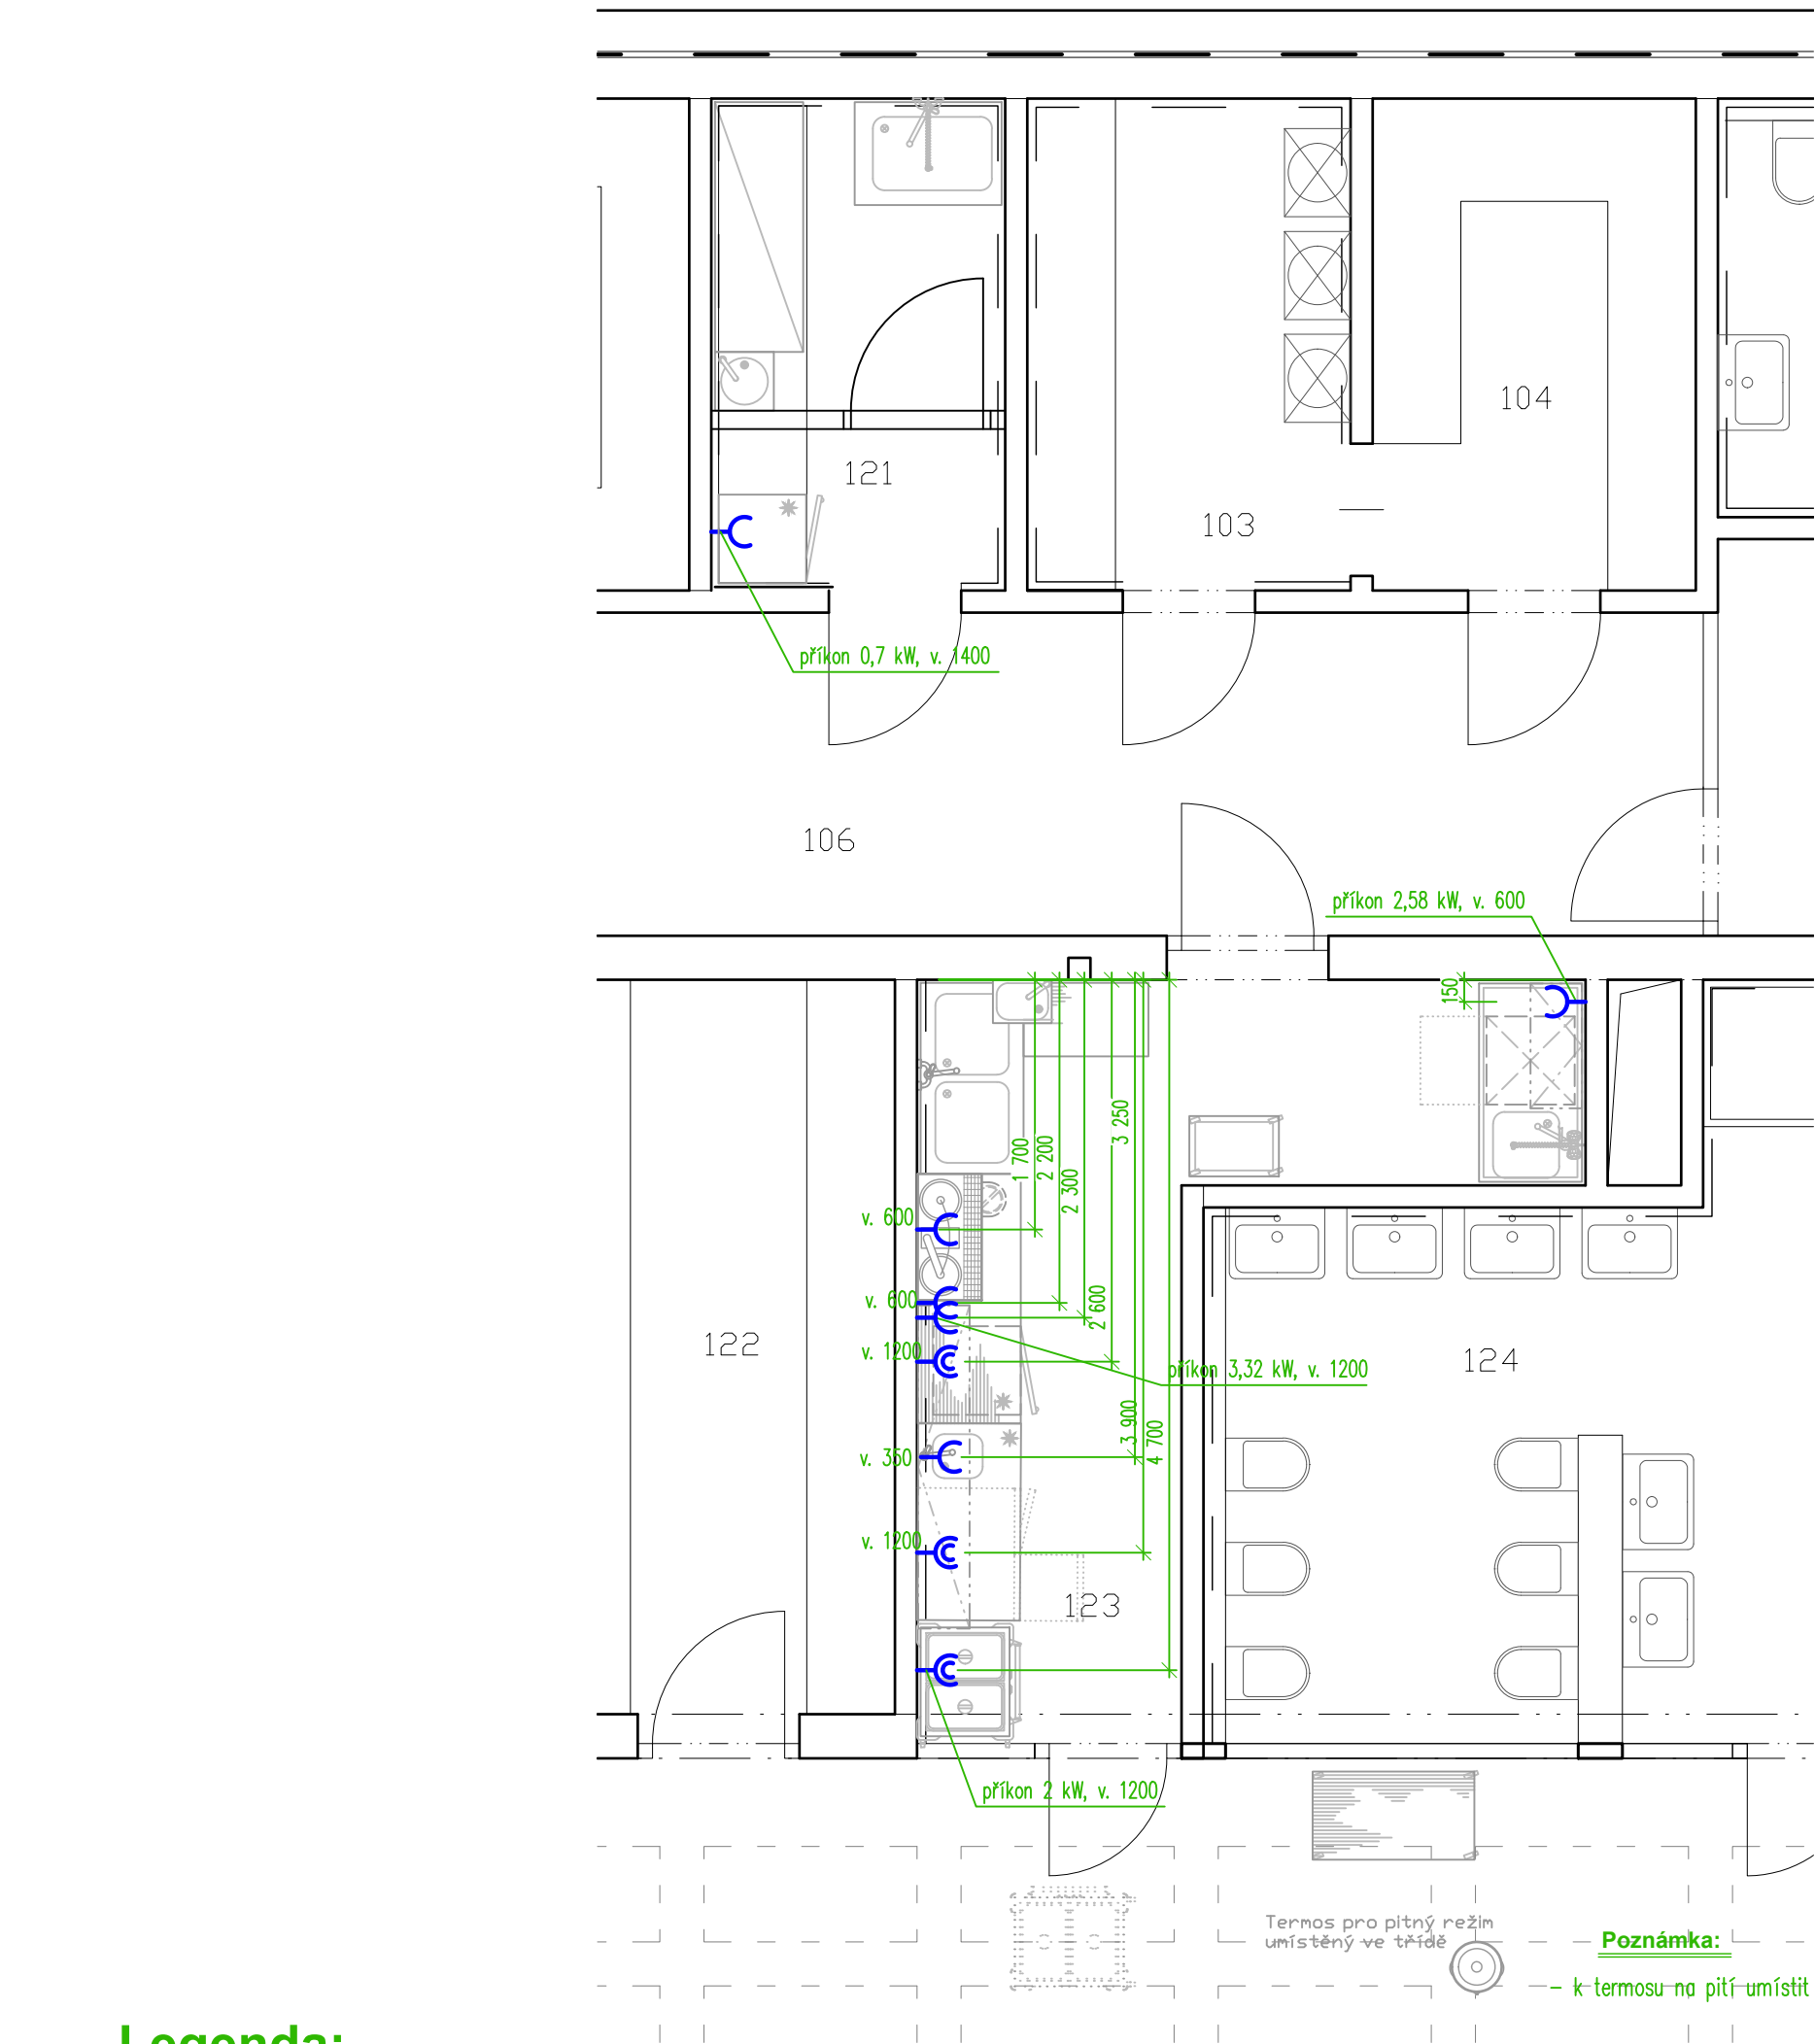 104
121
103
příkon 0,7 kW, v. 1400
106
příkon 2,58 kW, v. 600
150
3 250
1 700
2 200
2 300
v. 600
v. 600
2 600
122
v. 1200
124
příkon 3,32 kW, v. 1200
3 900
4 700
v. 350
v. 1200
123
příkon 2 kW, v. 1200
Termos pro pitný režim
umístěný ve třídě
Poznámka:
– k termosu na pití umístit
Legenda: